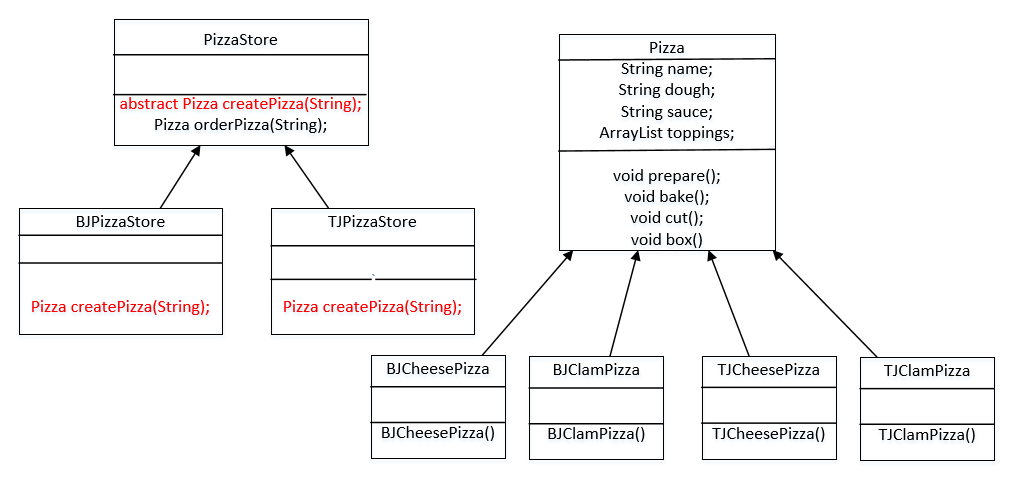 PizzaStore
abstract Pizza createPizza(String);
Pizza orderPizza(String);
BJPizzaStore
Pizza createPizza(String);
TJPizzaStore
Pizza createPizza(String);
Pizza
String name;
String dough;
String sauce;
ArrayList toppings;
void prepare();
void bake();
void cut();
void box()
BJCheesePizza
BJCheesePizza()
BJClamPizza
BJClamPizza()
TJCheesePizza
TJCheesePizza()
TJClamPizza
TJClamPizza()